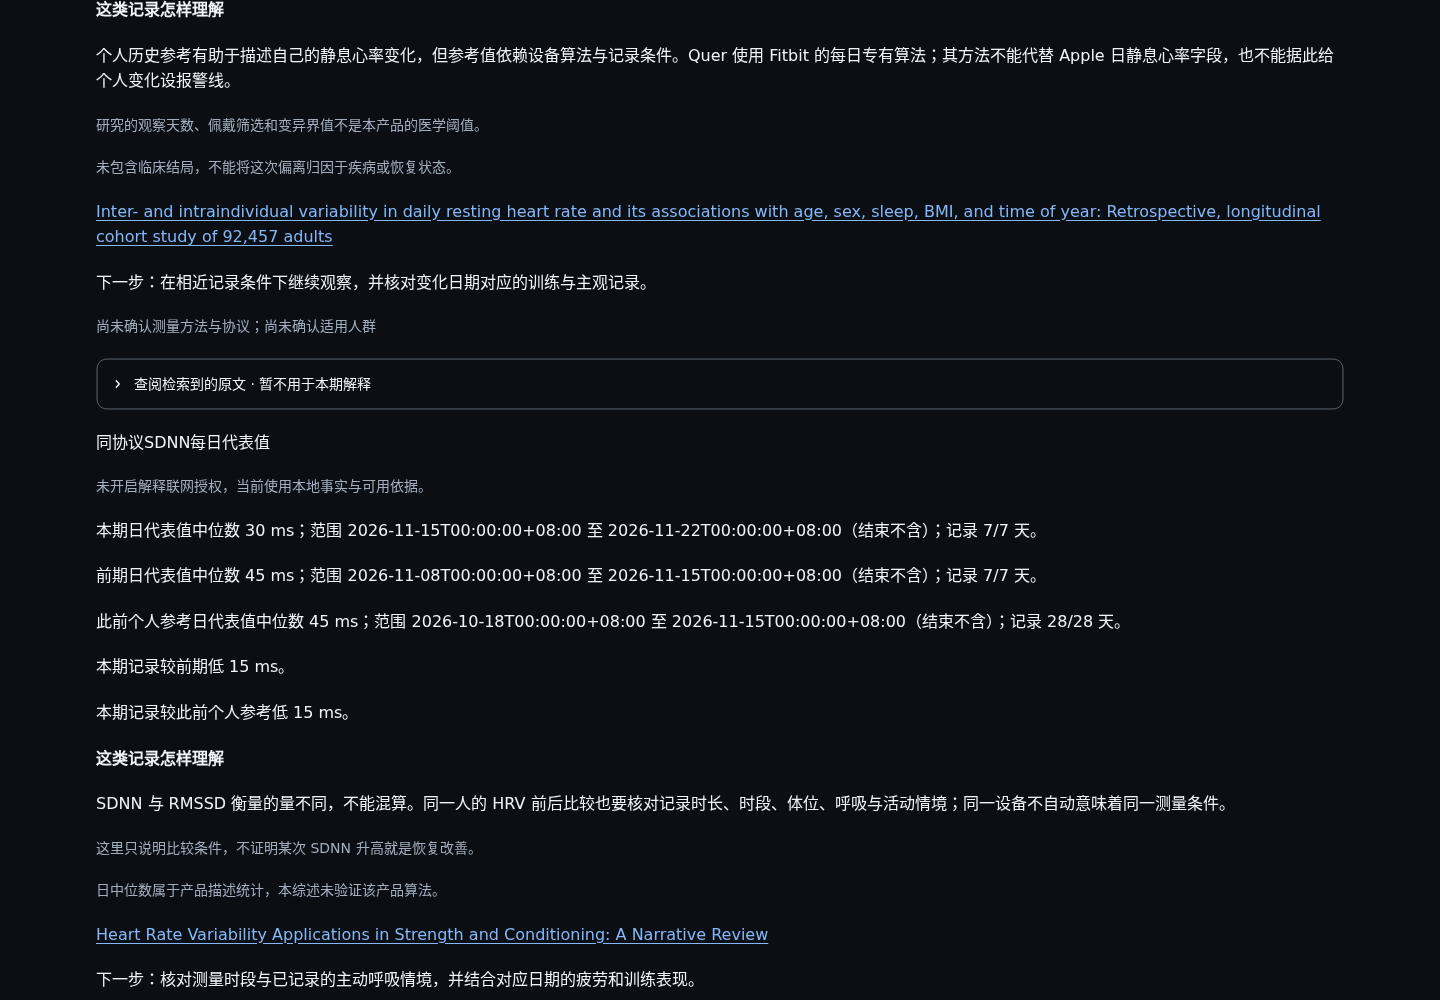 这类记录怎样理解
个人历史参考有助于描述自己的静息心率变化，但参考值依赖设备算法与记录条件。Quer 使用 Fitbit 的每日专有算法；其方法不能代替 Apple 日静息心率字段，也不能据此给
个人变化设报警线。
研究的观察天数、佩戴筛选和变异界值不是本产品的医学阈值。
未包含临床结局，不能将这次偏离归因于疾病或恢复状态。
Inter- and intraindividual variability in daily resting heart rate and its associations with age, sex, sleep, BMI, and time of year: Retrospective, longitudinal
cohort study of 92,457 adults
下一步：在相近记录条件下继续观察，并核对变化日期对应的训练与主观记录。
尚未确认测量方法与协议；尚未确认适用人群
查阅检索到的原文 · 暂不用于本期解释
同协议SDNN每日代表值
未开启解释联网授权，当前使用本地事实与可用依据。
本期日代表值中位数 30 ms；范围 2026-11-15T00:00:00+08:00 至 2026-11-22T00:00:00+08:00（结束不含）；记录 7/7 天。
前期日代表值中位数 45 ms；范围 2026-11-08T00:00:00+08:00 至 2026-11-15T00:00:00+08:00（结束不含）；记录 7/7 天。
此前个人参考日代表值中位数 45 ms；范围 2026-10-18T00:00:00+08:00 至 2026-11-15T00:00:00+08:00（结束不含）；记录 28/28 天。
本期记录较前期低 15 ms。
本期记录较此前个人参考低 15 ms。
这类记录怎样理解
SDNN 与 RMSSD 衡量的量不同，不能混算。同一人的 HRV 前后比较也要核对记录时长、时段、体位、呼吸与活动情境；同一设备不自动意味着同一测量条件。
这里只说明比较条件，不证明某次 SDNN 升高就是恢复改善。
日中位数属于产品描述统计，本综述未验证该产品算法。
Heart Rate Variability Applications in Strength and Conditioning: A Narrative Review
下一步：核对测量时段与已记录的主动呼吸情境，并结合对应日期的疲劳和训练表现。